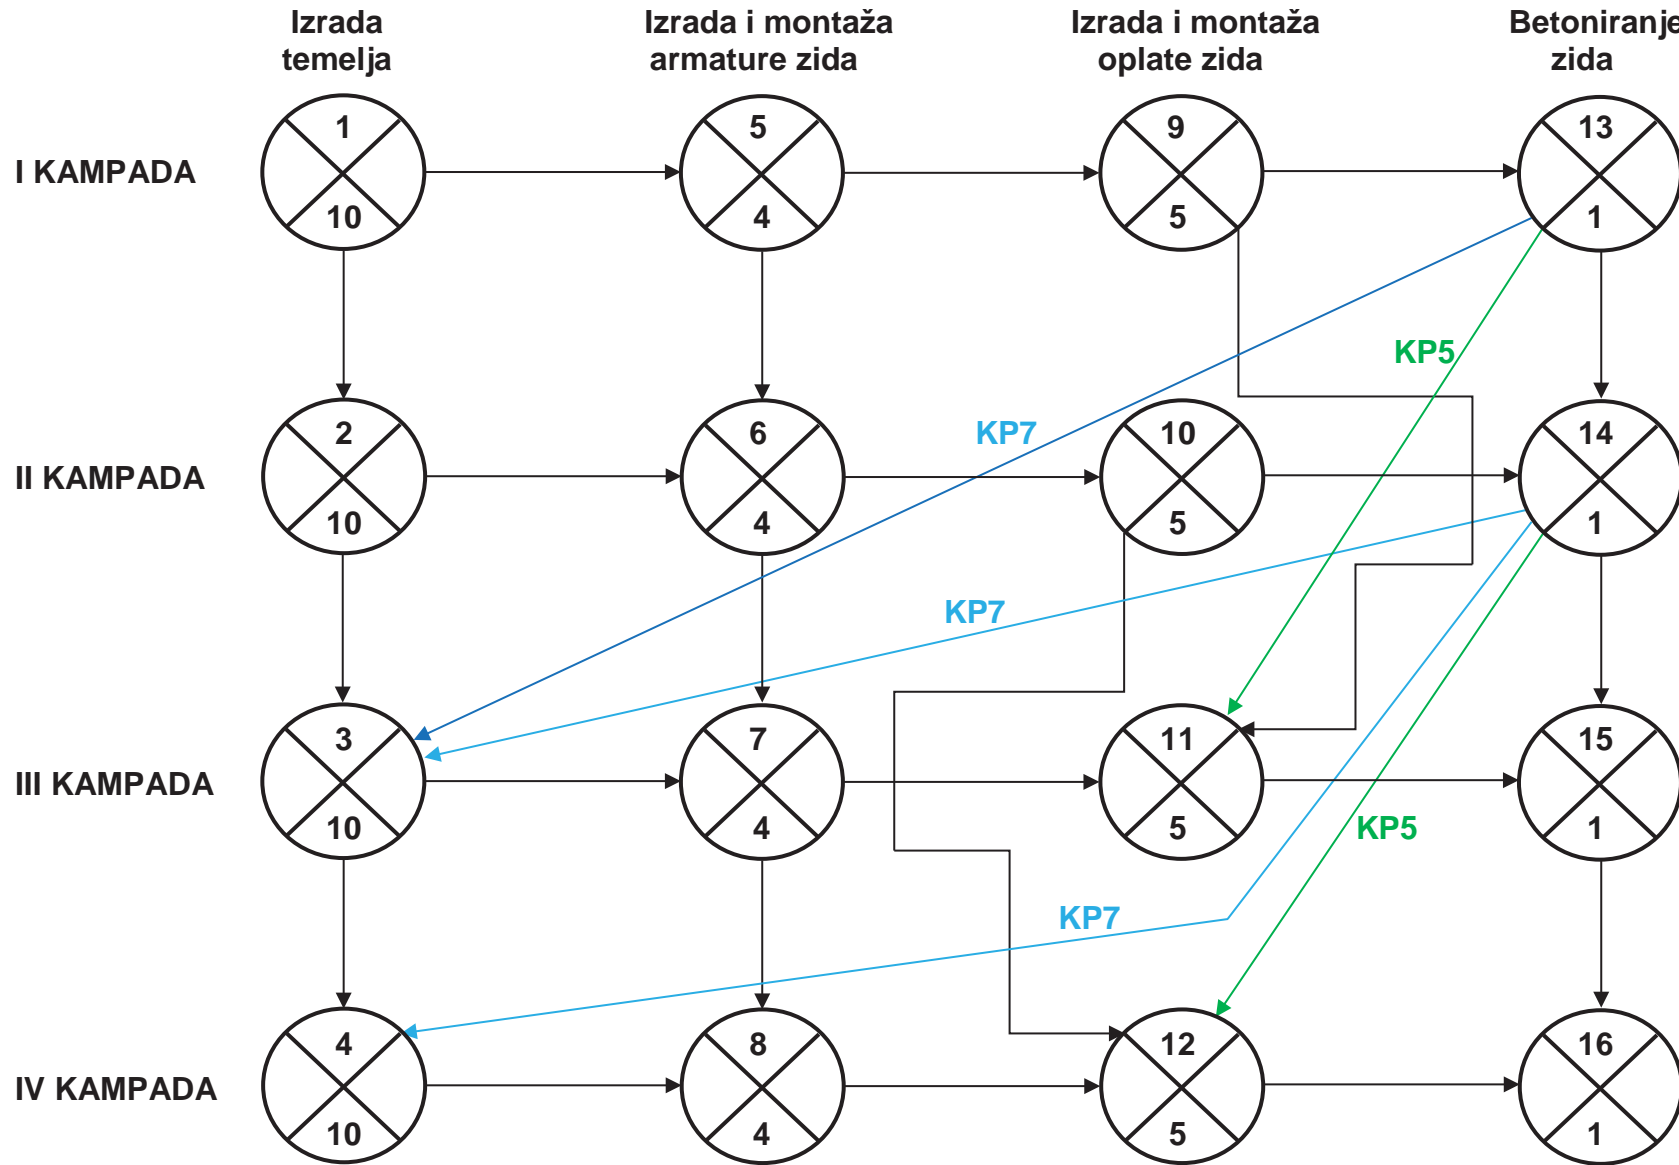 Izrada
temelja
Izrada i montaža
armature zida
Izrada i montaža
oplate zida
Betoniranje
zida
I KAMPADA
1
10
5
4
9
5
13
1
KP5
KP7
II KAMPADA
2
10
6
4
10
5
14
1
KP7
III KAMPADA
3
10
7
4
11
5
15
1
KP5
KP7
IV KAMPADA
4
10
8
4
12
5
16
1